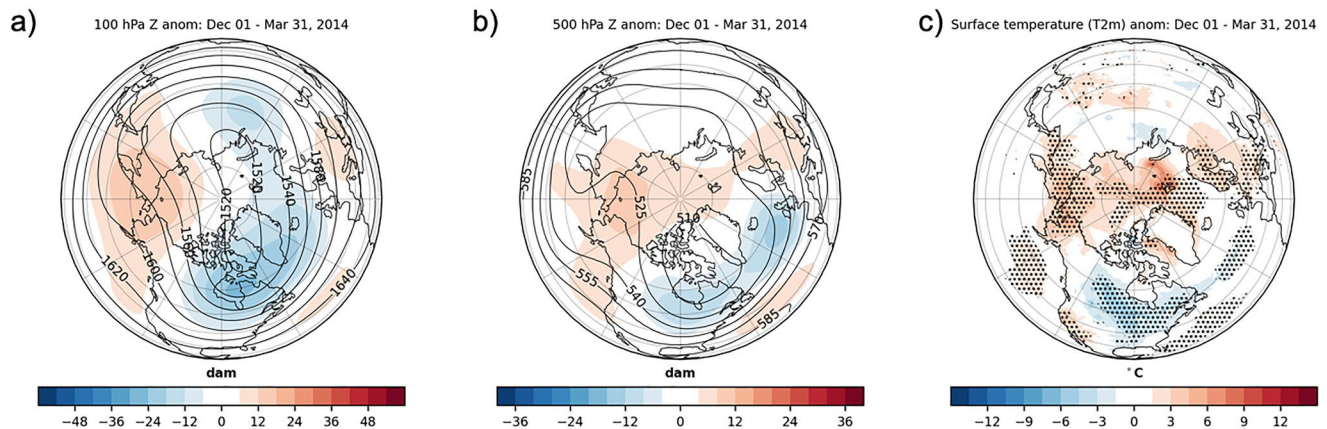 a)
100 hPa Z anom: Dec 01 - Mar 31, 2014
1520
1520
1540
1580
1560
1600
1620
1640
dam
−48 −36 −24 −12 0 12 24 36 48
b)
500 hPa Z anom: Dec 01 - Mar 31, 2014
585
525
510
570
555
540
585
dam
−36 −24 −12 0 12 24 36
c)
Surface temperature (T2m) anom: Dec 01 - Mar 31, 2014
°C
−12 −9 −6 −3 0 3 6 9 12